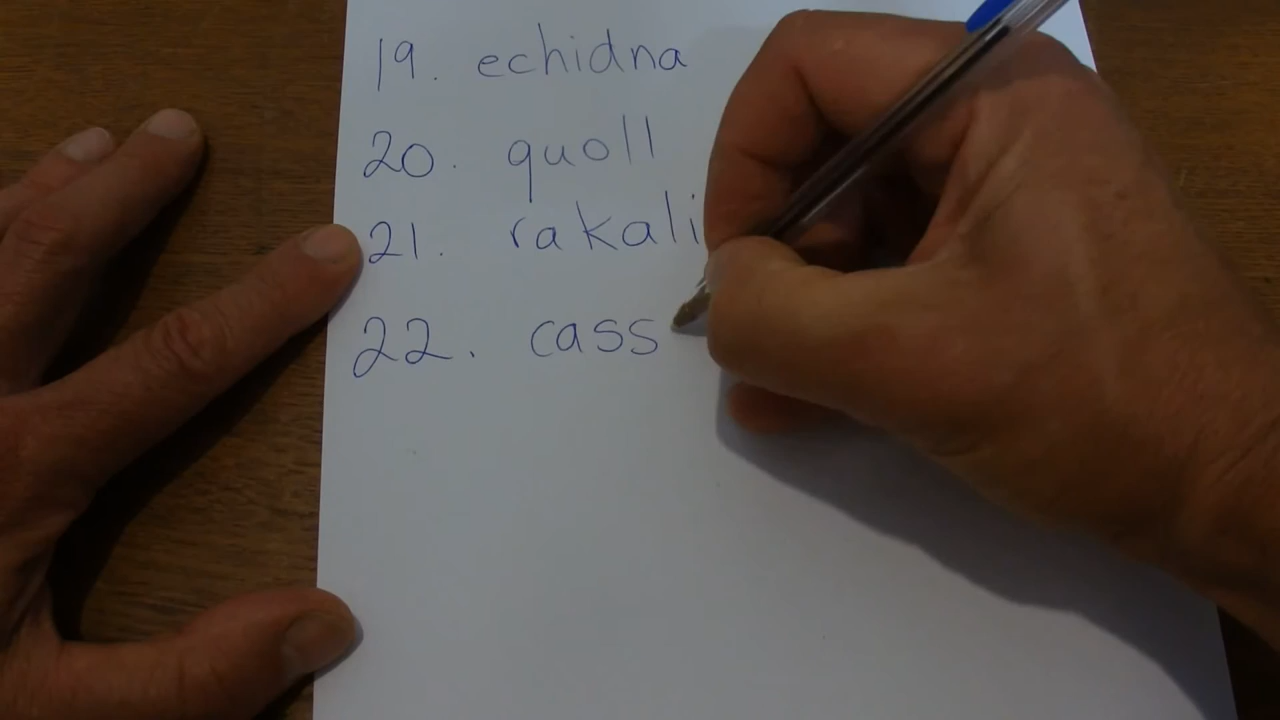 19. echidna
20. quoll
21. rakali
22. cass